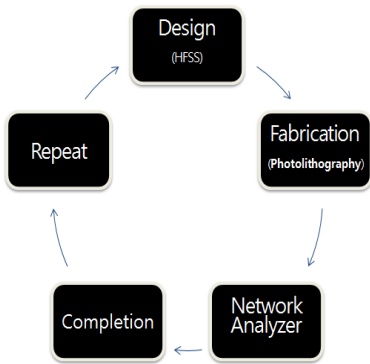 Design
(HFSS)
Fabrication
(Photolithography)
Network
Analyzer
Completion
Repeat